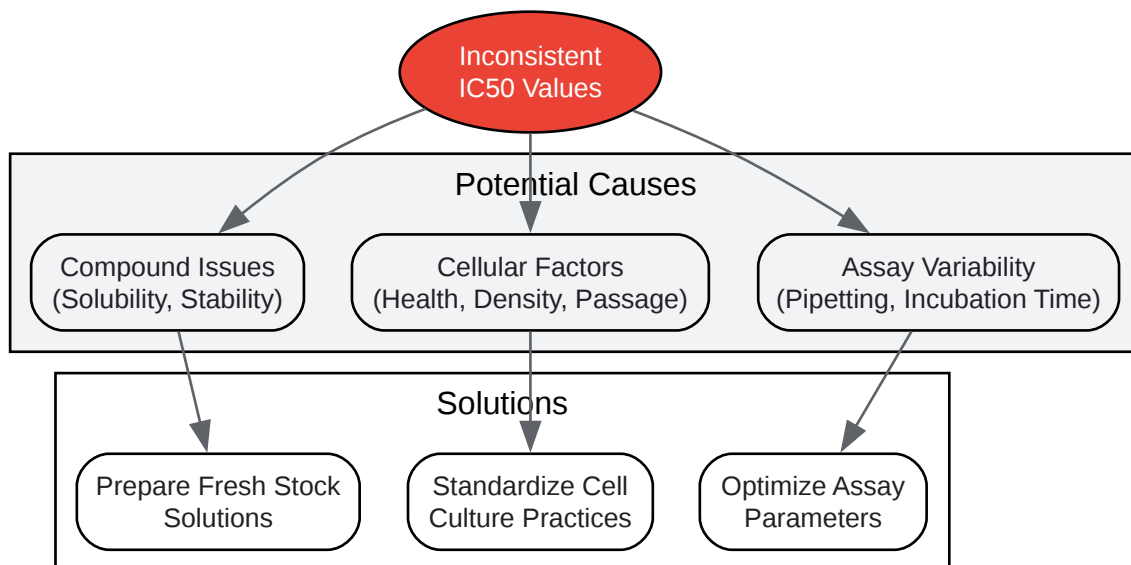 Inconsistent
IC50 Values
Potential Causes
Compound Issues
(Solubility, Stability)
Cellular Factors
(Health, Density, Passage)
Assay Variability
(Pipetting, Incubation Time)
Solutions
Prepare Fresh Stock
Solutions
Standardize Cell
Culture Practices
Optimize Assay
Parameters